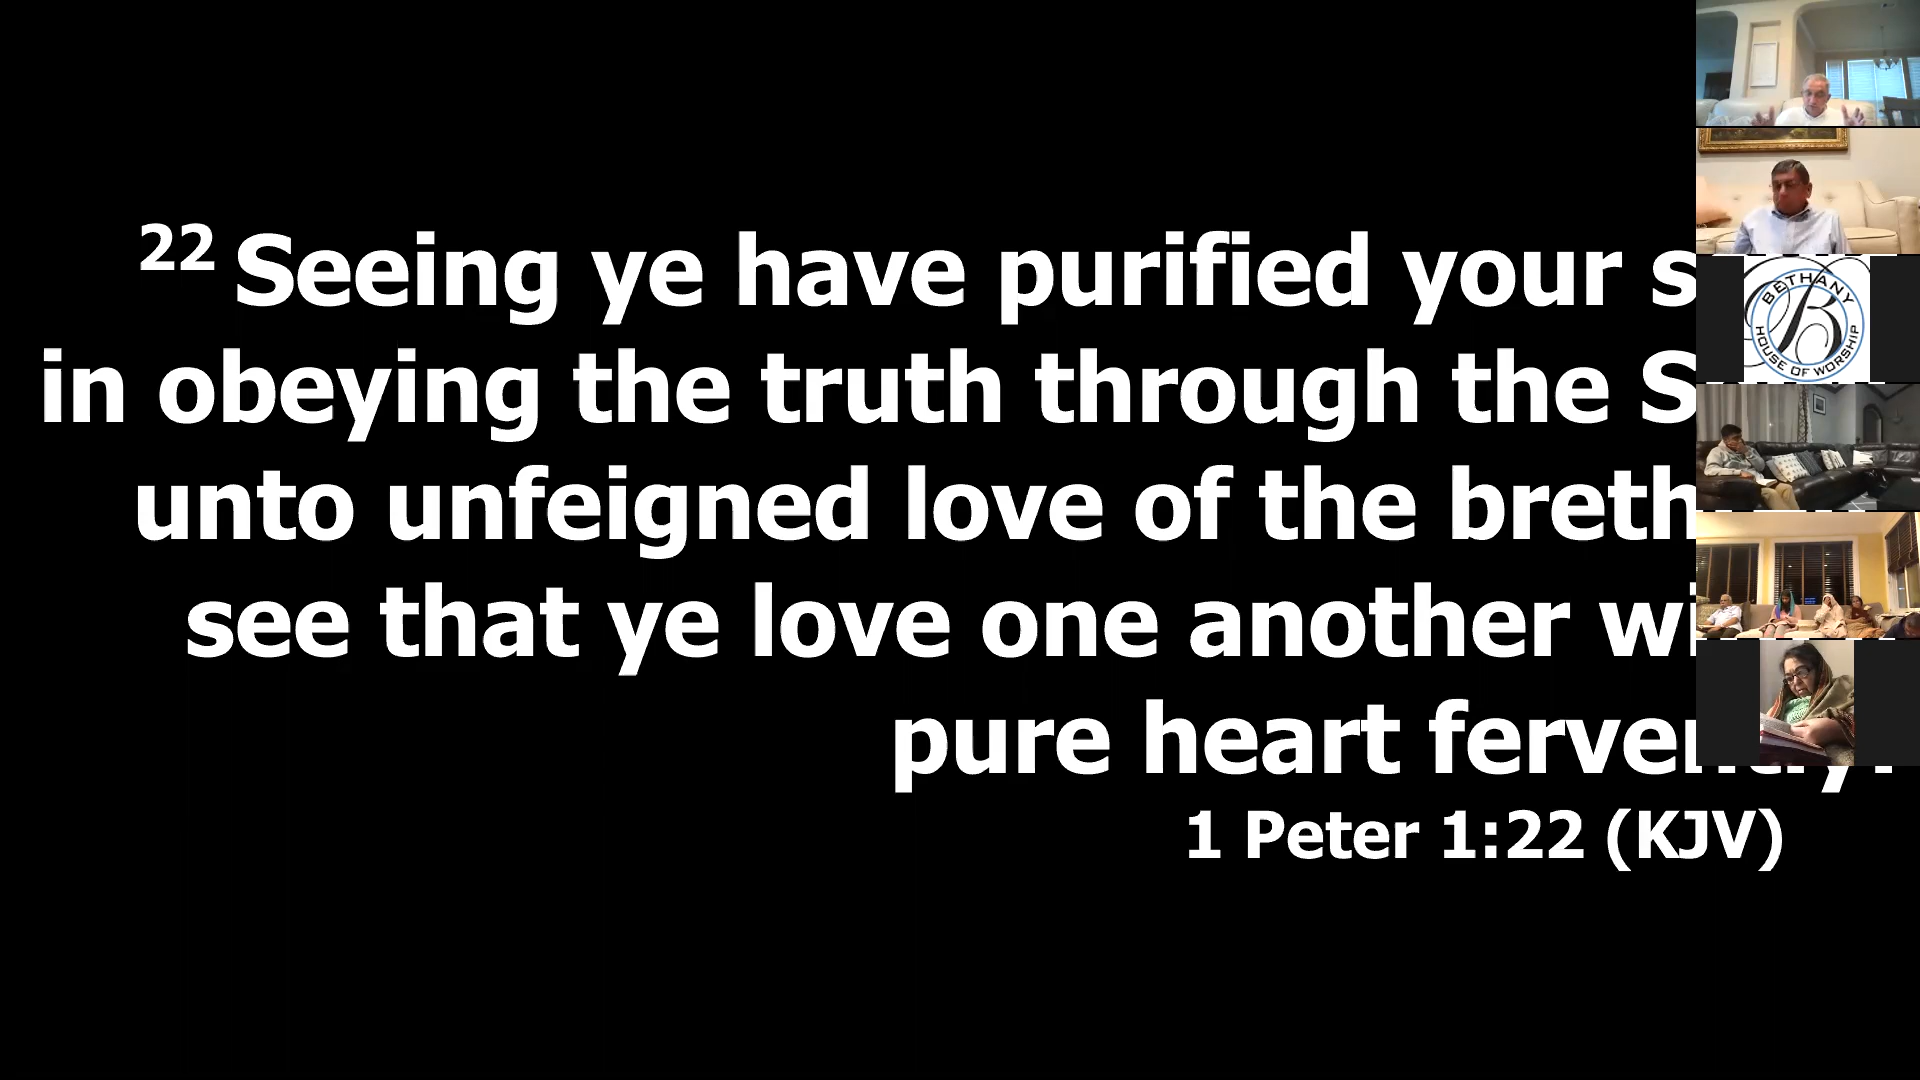 22 Seeing ye have purified your s
in obeying the truth through the S
unto unfeigned love of the breth
see that ye love one another wi
pure heart
1 Peter 1:22 (KJV)
BETHANY
B
HOUSE OF WORSHIP